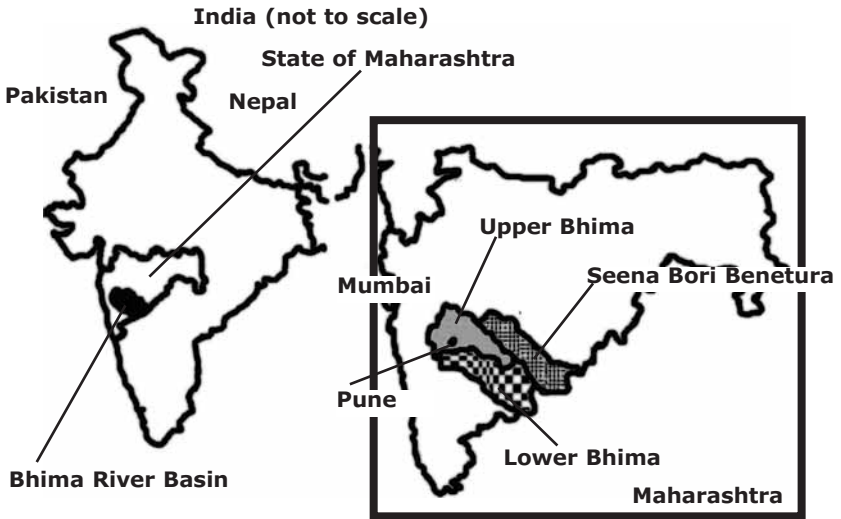 India (not to scale)
State of Maharashtra
Pakistan
Nepal
Upper Bhima
Seena Bori Benetura
Mumbai
Pune
Lower Bhima
Bhima River Basin
Maharashtra